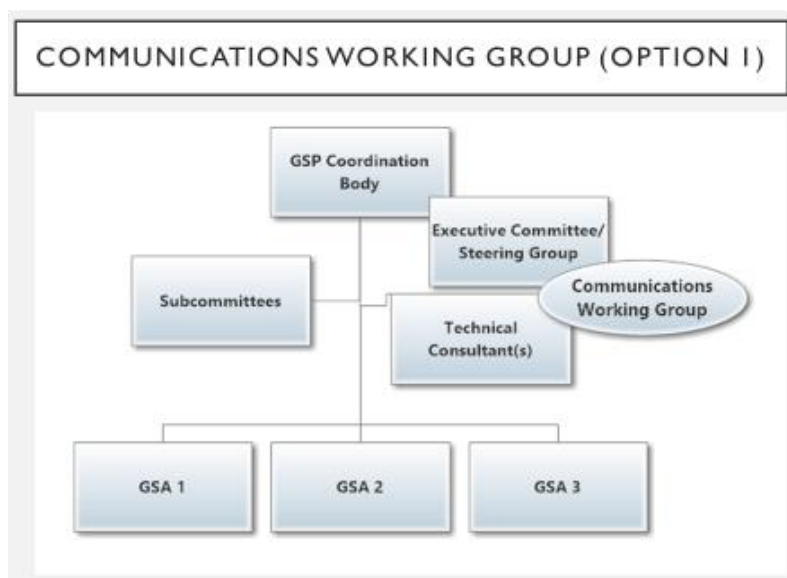 COMMUNICATIONS WORKING GROUP (OPTION 1)
GSP Coordination
Body
Executive Committee/
Steering Group
Communications
Working Group
Subcommittees
Technical
Consultant(s)
GSA 1
GSA 2
GSA 3